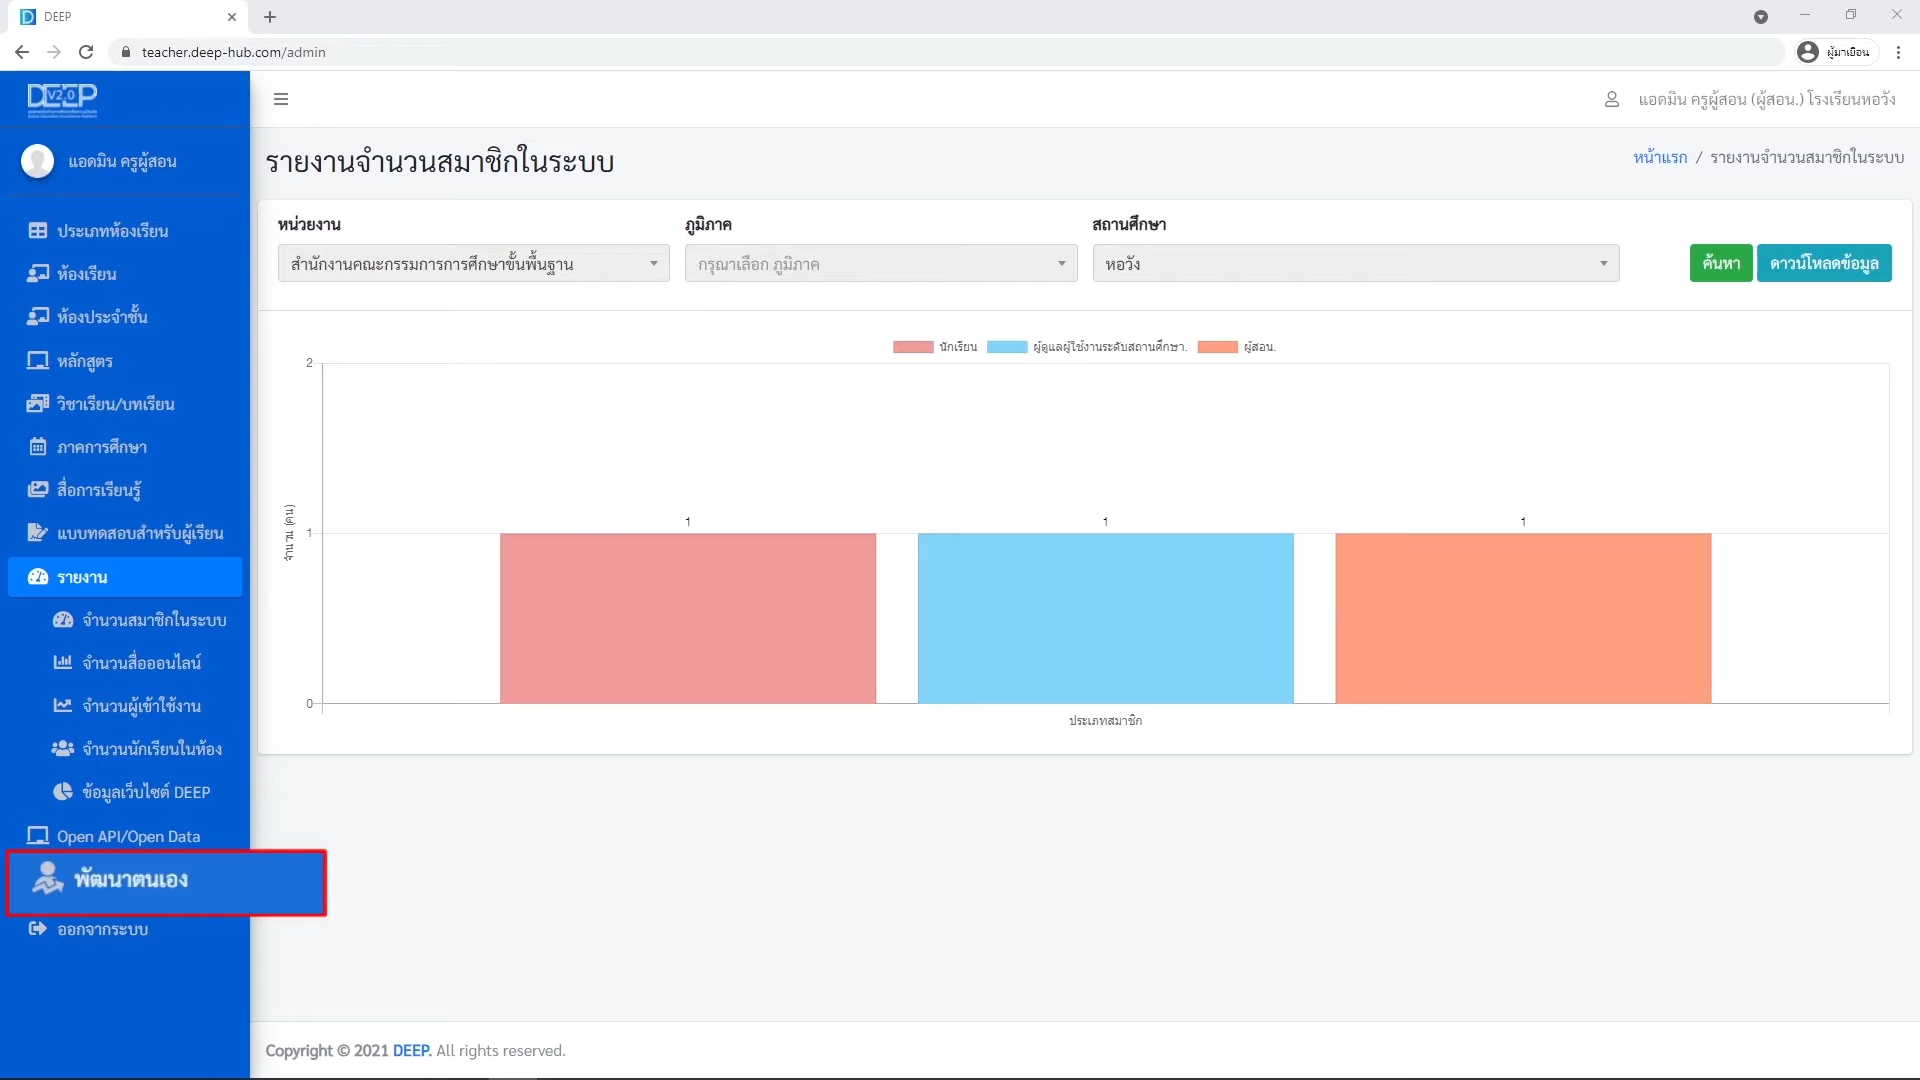 DEEP
teacher.deep-hub.com/admin
ผู้มาเยือน
DEEP V2.0
แอดมิน ครูผู้สอน (ผู้สอน.) โรงเรียนหอวัง
แอดมิน ครูผู้สอน
รายงานจำนวนสมาชิกในระบบ
หน้าแรก / รายงานจำนวนสมาชิกในระบบ
หน่วยงาน
ภูมิภาค
สถานศึกษา
สำนักงานคณะกรรมการการศึกษาขั้นพื้นฐาน
กรุณาเลือก ภูมิภาค
หอวัง
ค้นหา
ดาวน์โหลดข้อมูล
ประเภทห้องเรียน
ห้องเรียน
ห้องประจำชั้น
หลักสูตร
วิชาเรียน/บทเรียน
ภาคการศึกษา
สื่อการเรียนรู้
แบบทดสอบสำหรับผู้เรียน
รายงาน
จำนวนสมาชิกในระบบ
จำนวนสื่อออนไลน์
จำนวนผู้เข้าใช้งาน
จำนวนนักเรียนในห้อง
ข้อมูลเว็บไซต์ DEEP
Open API/Open Data
พัฒนาตนเอง
ออกจากระบบ
นักเรียน
ผู้ดูแลผู้ใช้งานระดับสถานศึกษา.
ผู้สอน.
2
1
0
จำนวน (คน)
1
1
1
ประเภทสมาชิก
Copyright © 2021 DEEP. All rights reserved.